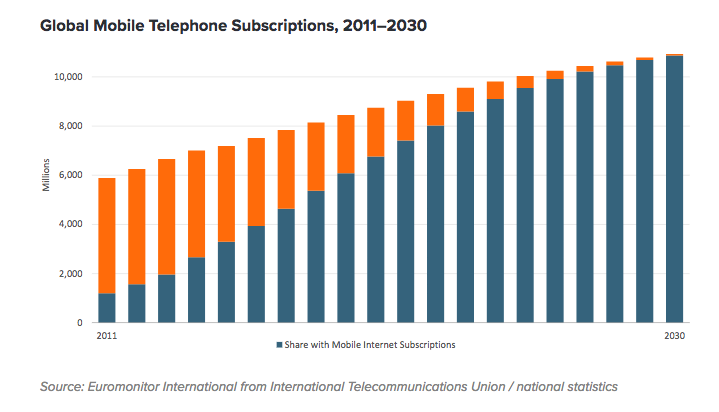 Global Mobile Telephone Subscriptions, 2011–2030
10,000
8,000
6,000
4,000
2,000
0
Millions
2011
2030
Share with Mobile Internet Subscriptions
Source: Euromonitor International from International Telecommunications Union / national statistics